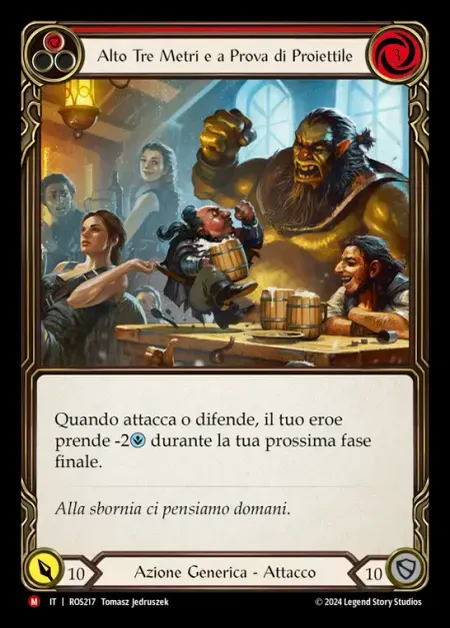 Alto Tre Metri e a Prova di Proiettile
3
Quando attacca o difende, il tuo eroe
prende -2 durante la tua prossima fase
finale.
Alla sbornia ci pensiamo domani.
10
Azione Generica - Attacco
10
M IT | ROS217 Tomasz Jedruszek
© 2024 Legend Story Studios